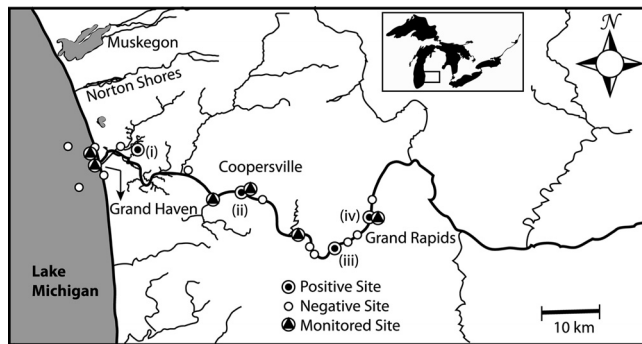 Muskegon
𝒩
Norton Shores
(i)
Coopersville
Grand Haven
(ii)
(iv)
Grand Rapids
(iii)
Lake
Michigan
Positive Site
Negative Site
Monitored Site
10 km